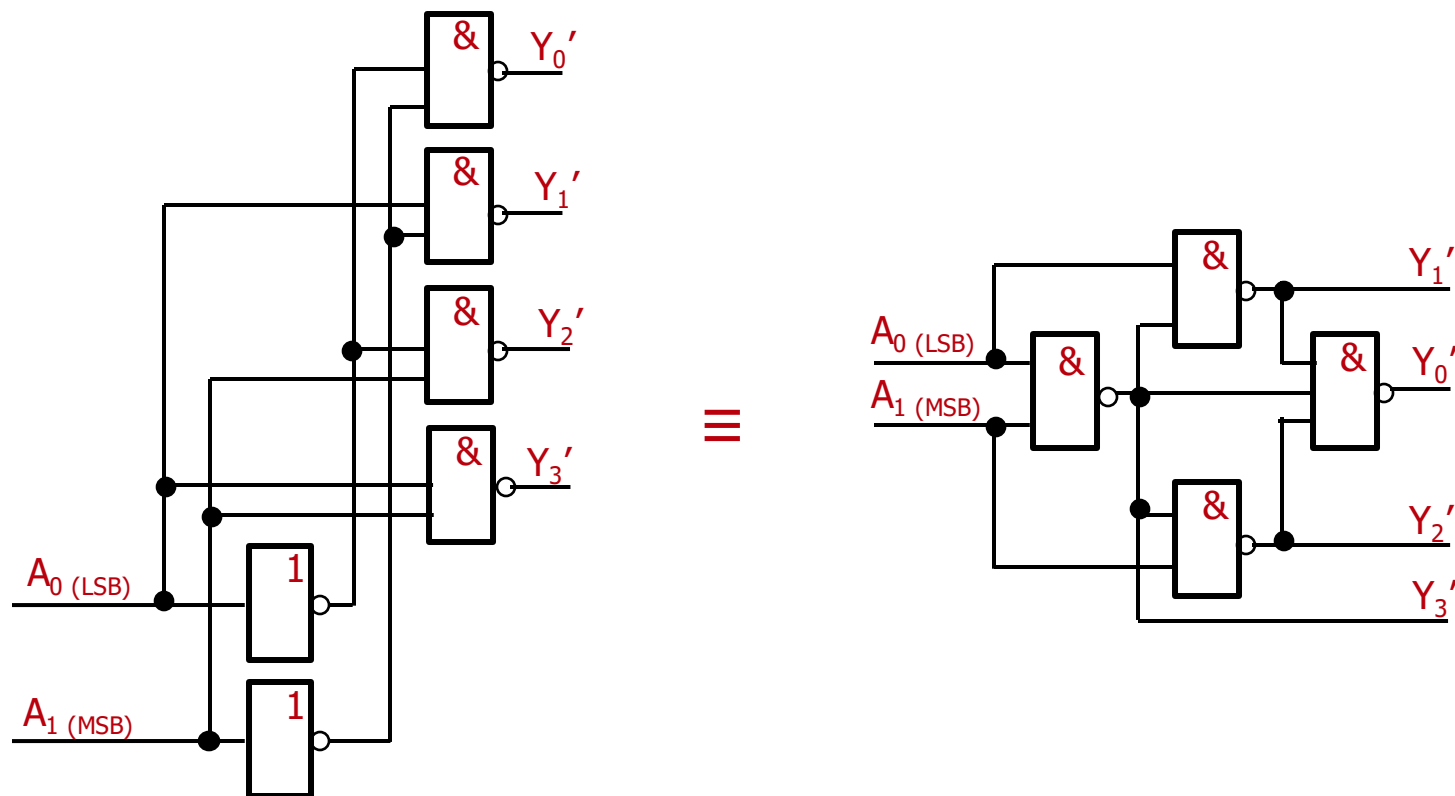 &
Y₀′
&
Y₁′
&
Y₂′
&
Y₃′
1
A₀ (LSB)
1
A₁ (MSB)
≡
&
Y₁′
A₀ (LSB)
&
&
Y₀′
A₁ (MSB)
&
Y₂′
Y₃′